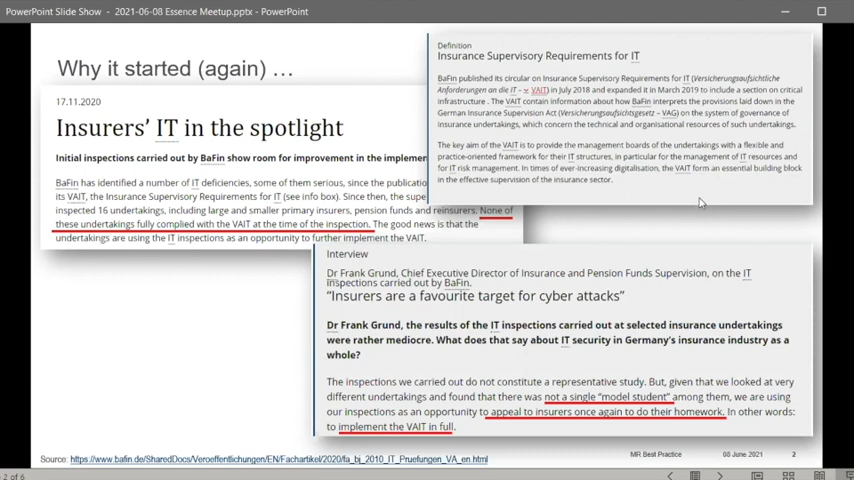 PowerPoint Slide Show - 2021-06-08 Essence Meetup.pptx - PowerPoint
Why it started (again) …
17.11.2020
Insurers’ IT in the spotlight
Initial inspections carried out by BaFin show room for improvement in the implemen
BaFin has identified a number of IT deficiencies, some of them serious, since the publication
its VAIT, the Insurance Supervisory Requirements for IT (see info box). Since then, the supe
inspected 16 undertakings, including large and smaller primary insurers, pension funds and reinsurers. None of
these undertakings fully complied with the VAIT at the time of the inspection. The good news is that the
undertakings are using the IT inspections as an opportunity to further implement the VAIT.
Definition
Insurance Supervisory Requirements for IT
BaFin published its circular on Insurance Supervisory Requirements for IT (Versicherungsaufsichtliche
Anforderungen an die IT – VAIT) in July 2018 and expanded it in March 2019 to include a section on critical
infrastructure . The VAIT contain information about how BaFin interprets the provisions laid down in the
German Insurance Supervision Act (Versicherungsaufsichtsgesetz – VAG) on the system of governance of
insurance undertakings, which concern the technical and organisational resources of such undertakings.
The key aim of the VAIT is to provide the management boards of the undertakings with a flexible and
practice-oriented framework for their IT structures, in particular for the management of IT resources and
for IT risk management. In times of ever-increasing digitalisation, the VAIT form an essential building block
in the effective supervision of the insurance sector.
Interview
Dr Frank Grund, Chief Executive Director of Insurance and Pension Funds Supervision, on the IT
inspections carried out by BaFin.
“Insurers are a favourite target for cyber attacks”
Dr Frank Grund, the results of the IT inspections carried out at selected insurance undertakings
were rather mediocre. What does that say about IT security in Germany’s insurance industry as a
whole?
The inspections we carried out do not constitute a representative study. But, given that we looked at very
different undertakings and found that there was not a single “model student” among them, we are using
our inspections as an opportunity to appeal to insurers once again to do their homework. In other words:
to implement the VAIT in full.
Source: https://www.bafin.de/SharedDocs/Veroeffentlichungen/EN/Fachartikel/2020/fa_bj_2010_IT_Pruefungen_VA_en.html
MR Best Practice
08 June 2021
2
2 of 6